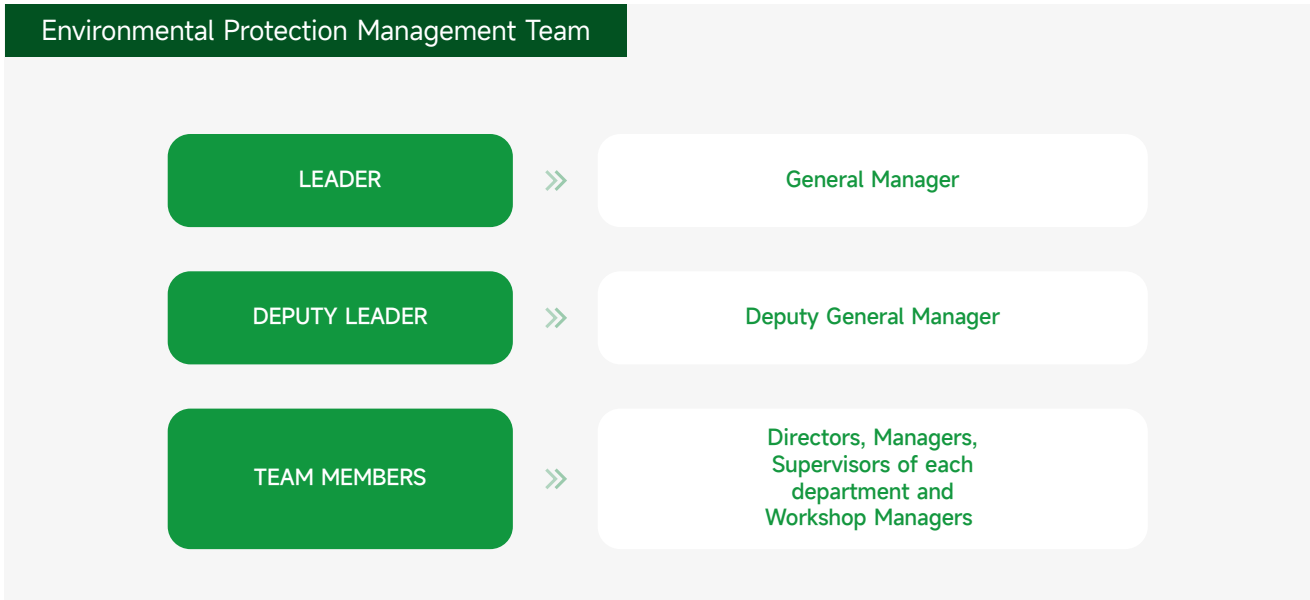 Environmental Protection Management Team
LEADER
General Manager
DEPUTY LEADER
Deputy General Manager
TEAM MEMBERS
Directors, Managers,
Supervisors of each
department and
Workshop Managers